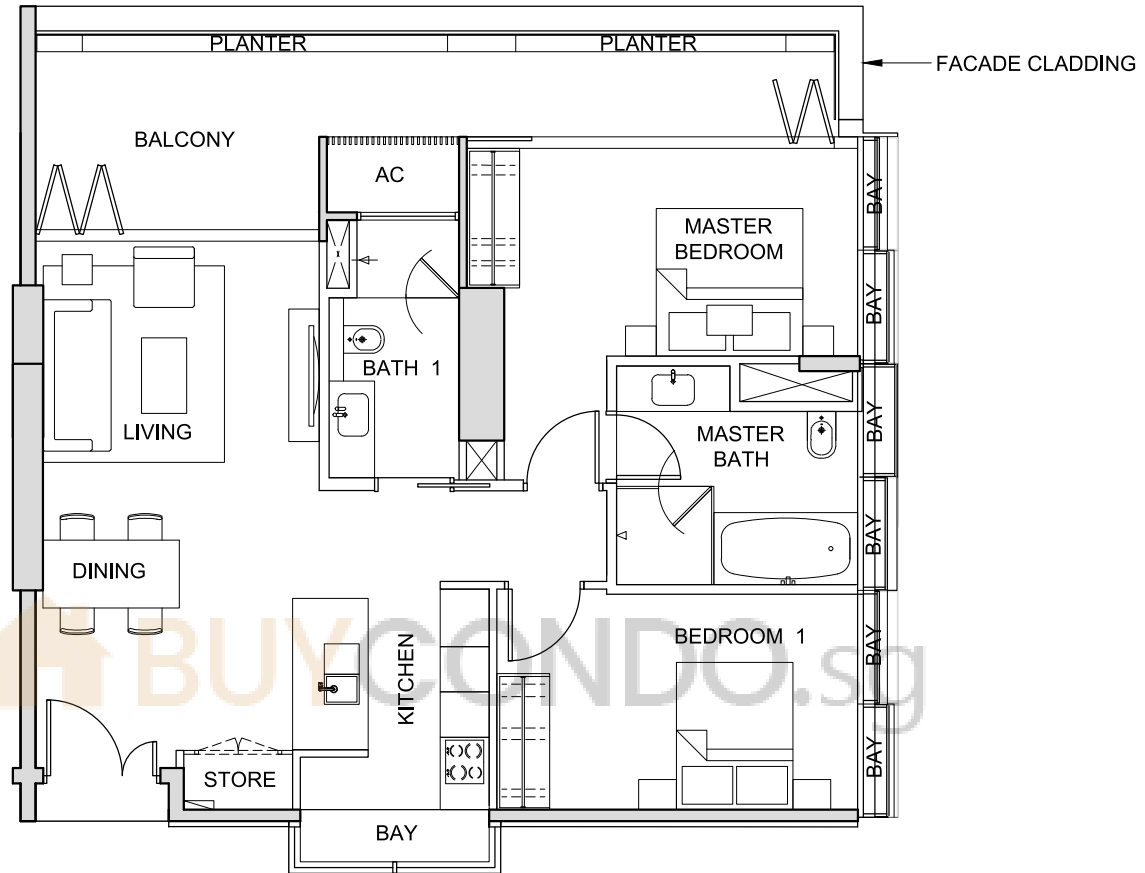 PLANTER
PLANTER
FACADE CLADDING
BALCONY
AC
BAY
MASTER
BEDROOM
BAY
BATH 1
LIVING
MASTER
BATH
BAY
BAY
DINING
KITCHEN
BEDROOM 1
BAY
BUYCONDO.sg
STORE
BAY
BAY